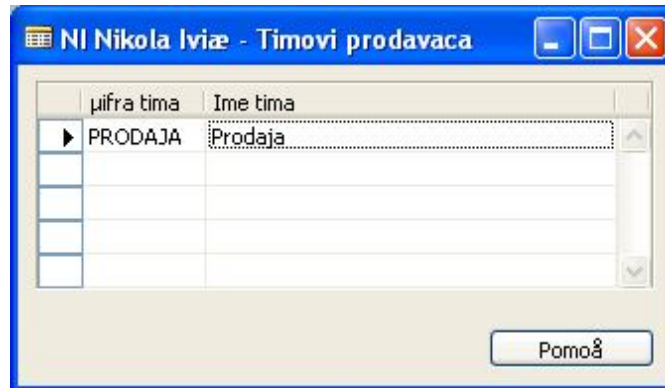 NI Nikola Iviæ - Timovi prodavaca
µifra tima Ime tima
PRODAJA Prodaja
Pomoå